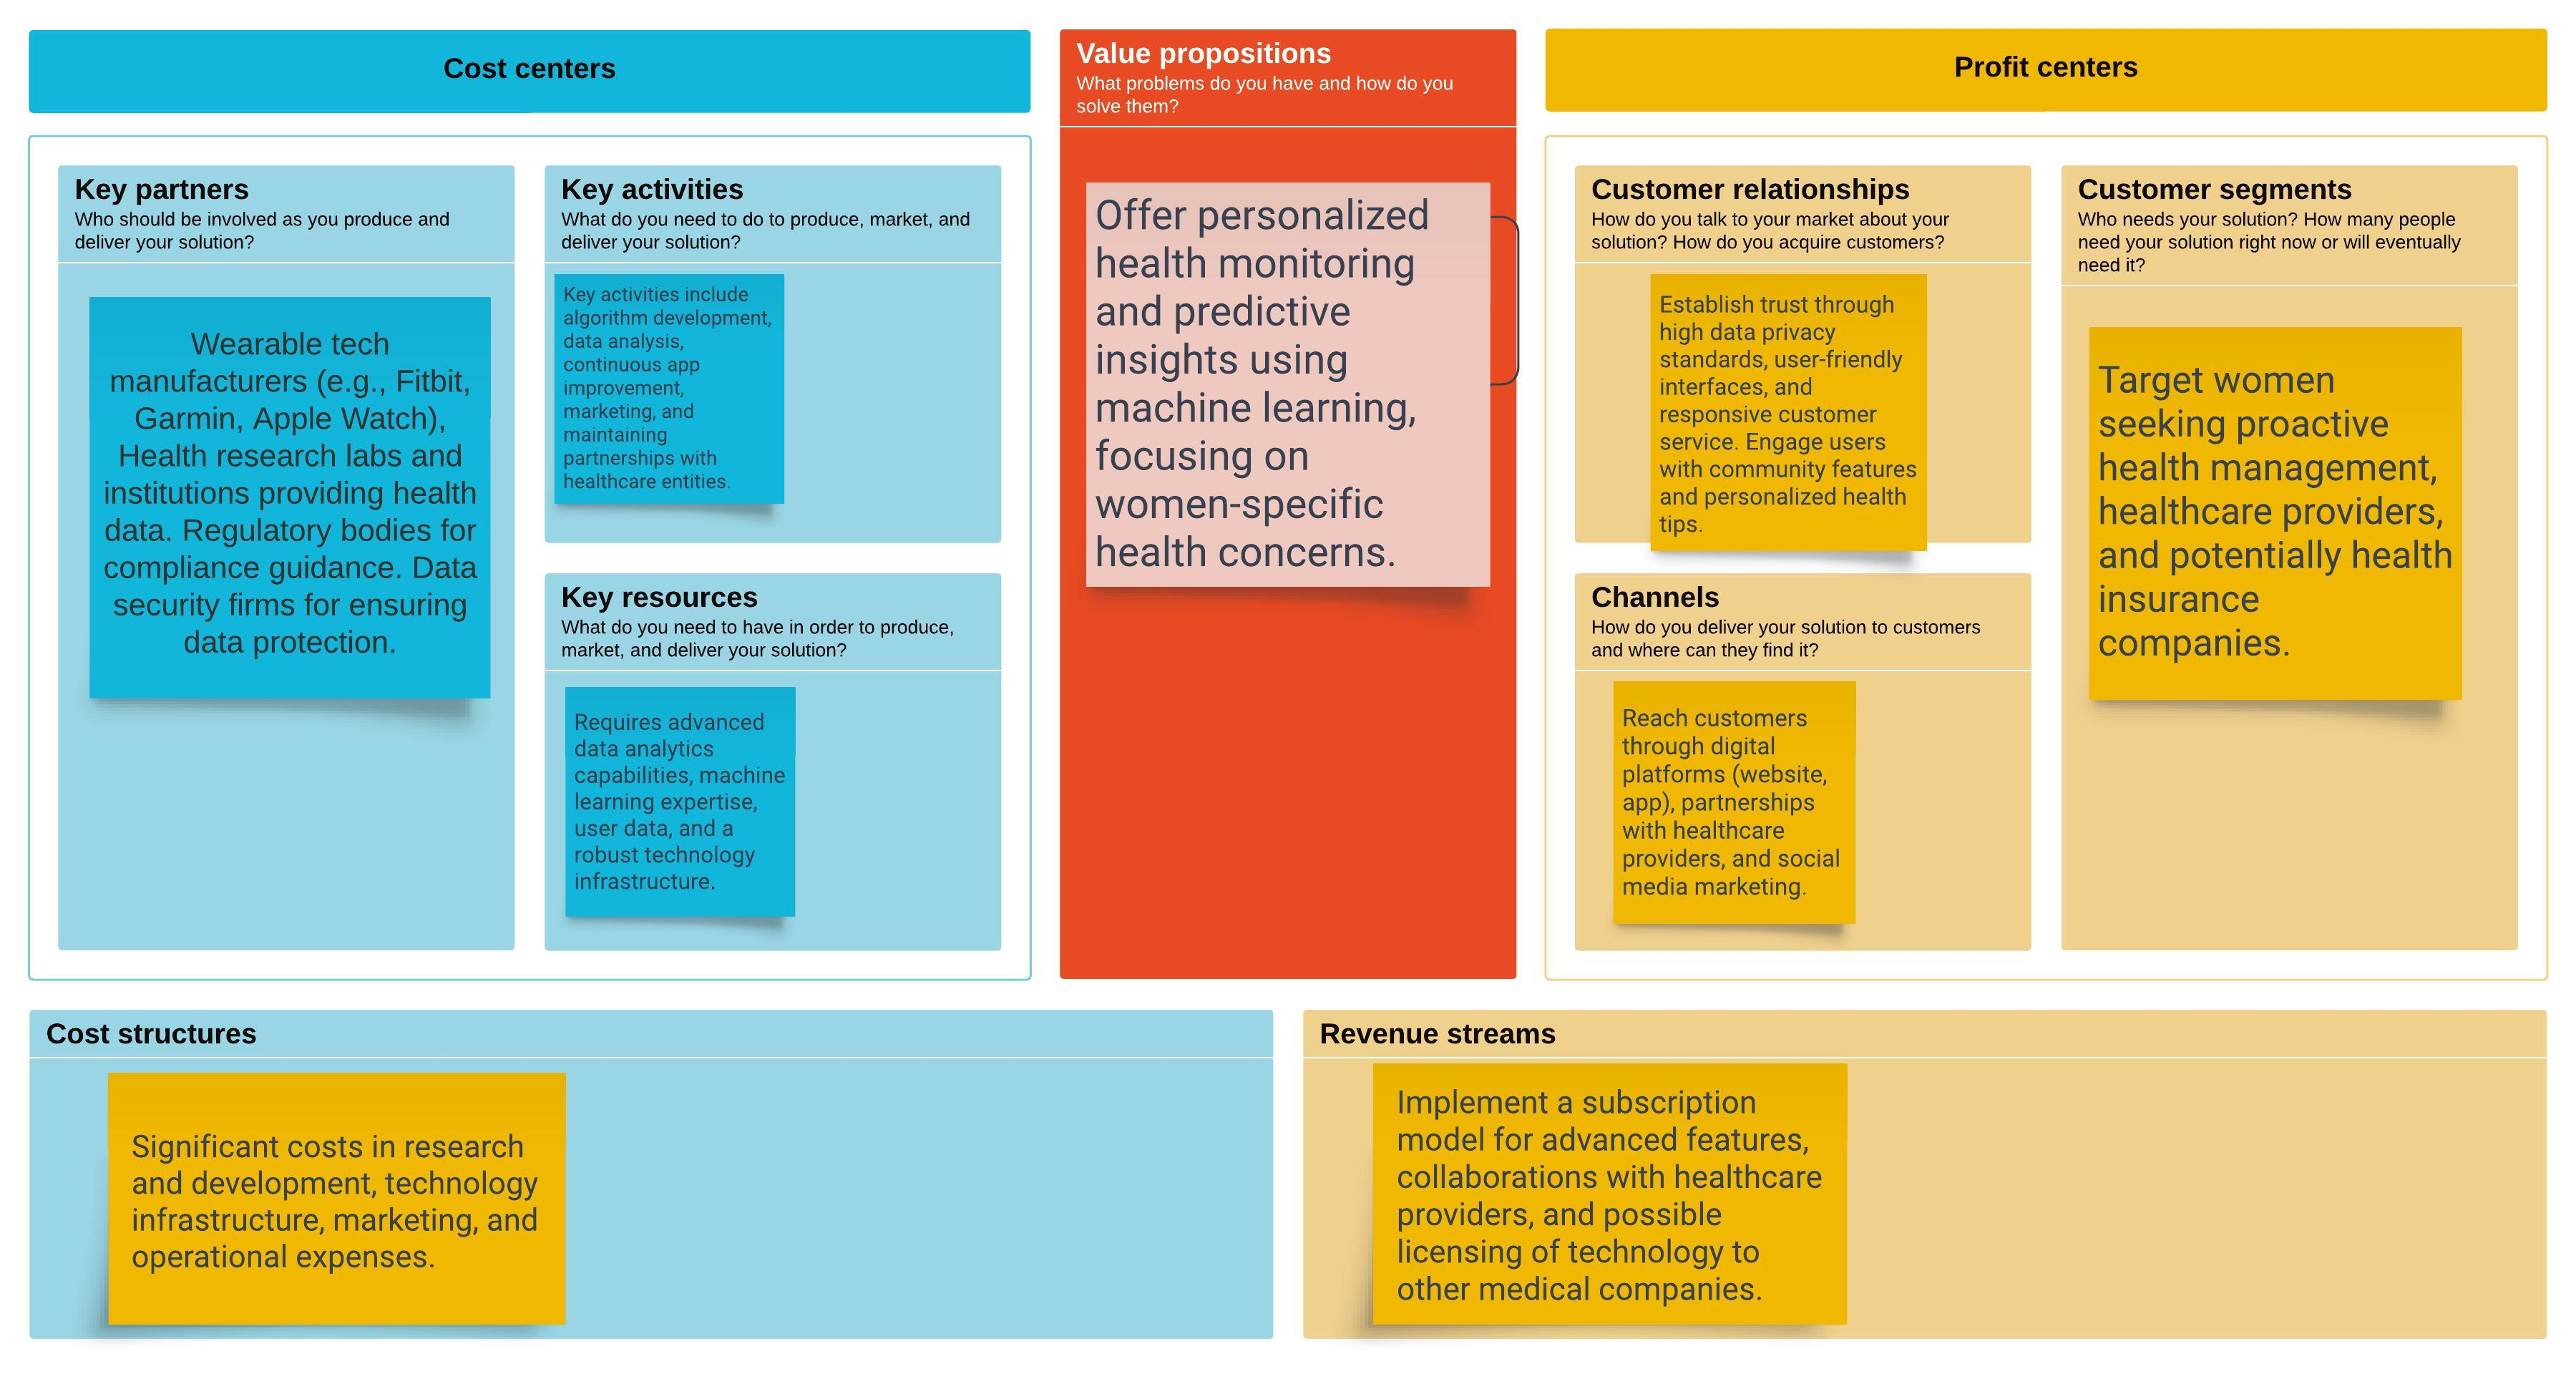 Cost centers
Key partners
Who should be involved as you produce and
deliver your solution?
Wearable tech
manufacturers (e.g., Fitbit,
Garmin, Apple Watch),
Health research labs and
institutions providing health
data. Regulatory bodies for
compliance guidance. Data
security firms for ensuring
data protection.
Key activities
What do you need to do to produce, market, and
deliver your solution?
Key activities include
algorithm development,
data analysis,
continuous app
improvement,
marketing, and
maintaining
partnerships with
healthcare entities.
Key resources
What do you need to have in order to produce,
market, and deliver your solution?
Requires advanced
data analytics
capabilities, machine
learning expertise,
user data, and a
robust technology
infrastructure.
Value propositions
What problems do you have and how do you
solve them?
Offer personalized
health monitoring
and predictive
insights using
machine learning,
focusing on
women-specific
health concerns.
Profit centers
Customer relationships
How do you talk to your market about your
solution? How do you acquire customers?
Establish trust through
high data privacy
standards, user-friendly
interfaces, and
responsive customer
service. Engage users
with community features
and personalized health
tips.
Channels
How do you deliver your solution to customers
and where can they find it?
Reach customers
through digital
platforms (website,
app), partnerships
with healthcare
providers, and social
media marketing.
Customer segments
Who needs your solution? How many people
need your solution right now or will eventually
need it?
Target women
seeking proactive
health management,
healthcare providers,
and potentially health
insurance
companies.
Cost structures
Significant costs in research
and development, technology
infrastructure, marketing, and
operational expenses.
Revenue streams
Implement a subscription
model for advanced features,
collaborations with healthcare
providers, and possible
licensing of technology to
other medical companies.